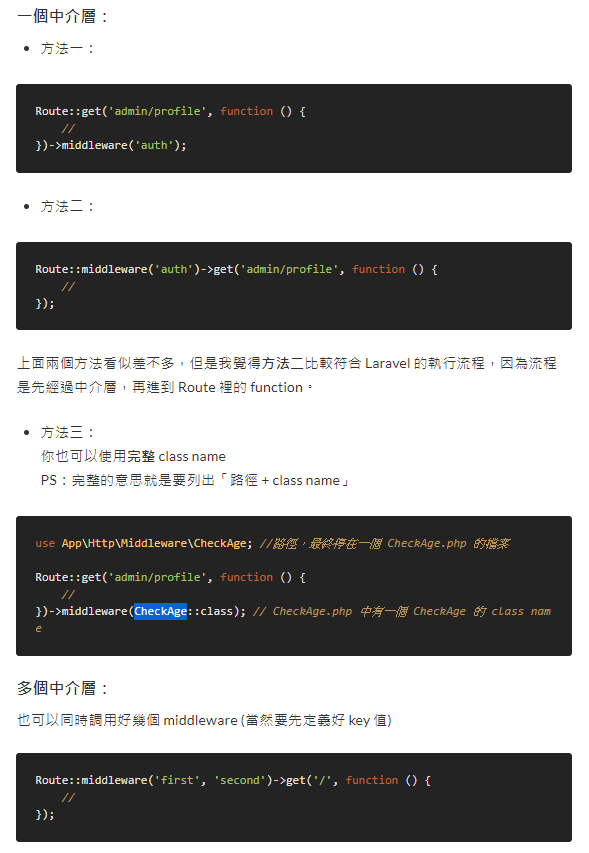 一個中介層：
• 方法一：
Route::get('admin/profile', function () {
    //
})->middleware('auth');
• 方法二：
Route::middleware('auth')->get('admin/profile', function () {
    //
});
上面兩個方法看似差不多，但是我覺得方法二比較符合 Laravel 的執行流程，因為流程
是先經過中介層，再進到 Route 裡的 function。
• 方法三：
你也可以使用完整 class name
PS：完整的意思就是要列出「路徑 + class name」
use App\Http\Middleware\CheckAge; //路徑，最終停在一個 CheckAge.php 的檔案
Route::get('admin/profile', function () {
    //
})->middleware(CheckAge::class); // CheckAge.php 中有一個 CheckAge 的 class nam
e
多個中介層：
也可以同時調用好幾個 middleware (當然要先定義好 key 值)
Route::middleware('first', 'second')->get('/', function () {
    //
});